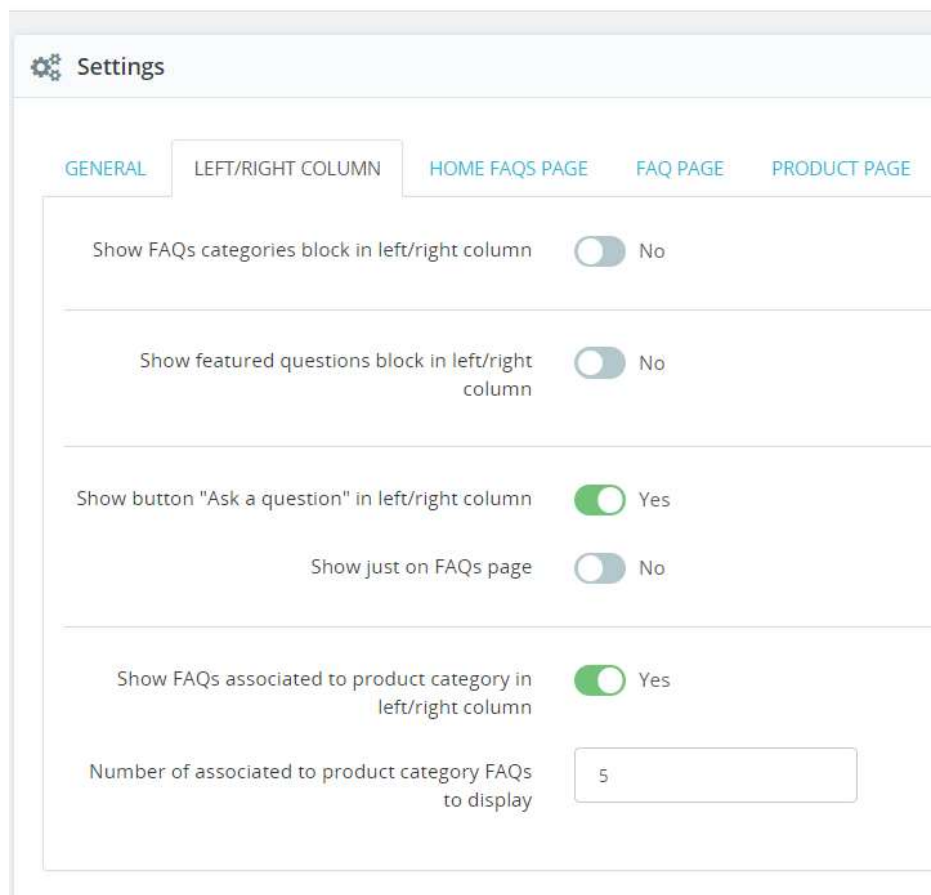 Settings
GENERAL LEFT/RIGHT COLUMN HOME FAQS PAGE FAQ PAGE PRODUCT PAGE
Show FAQs categories block in left/right column No
Show featured questions block in left/right No
column
Show button "Ask a question" in left/right column Yes
Show just on FAQs page No
Show FAQs associated to product category in Yes
left/right column
Number of associated to product category FAQs 5
to display